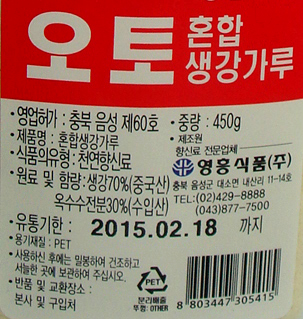 오토 혼합
생강가루
·영업허가 : 충북 음성 제60호
·중량 : 450g
·제품명 : 혼합생강가루
·제조원
향신료 전문업체
·식품의유형 : 천연향신료
영흥식품(주)
·원료 및 함량 : 생강70%(중국산)
옥수수전분30%(수입산)
충북 음성군 대소면 내산리 11-14호
TEL:(02)429-8888
(043)877-7500
·유통기한 : 2015.02.18 까지
·용기재질 : PET
·사용하신 후에는 밀봉하여 건조하고
서늘한 곳에 보관하여 주십시오.
·반품 및 교환장소 :
본사 및 구입처
PET
분리배출
뚜껑: OTHER
8 803447 305415